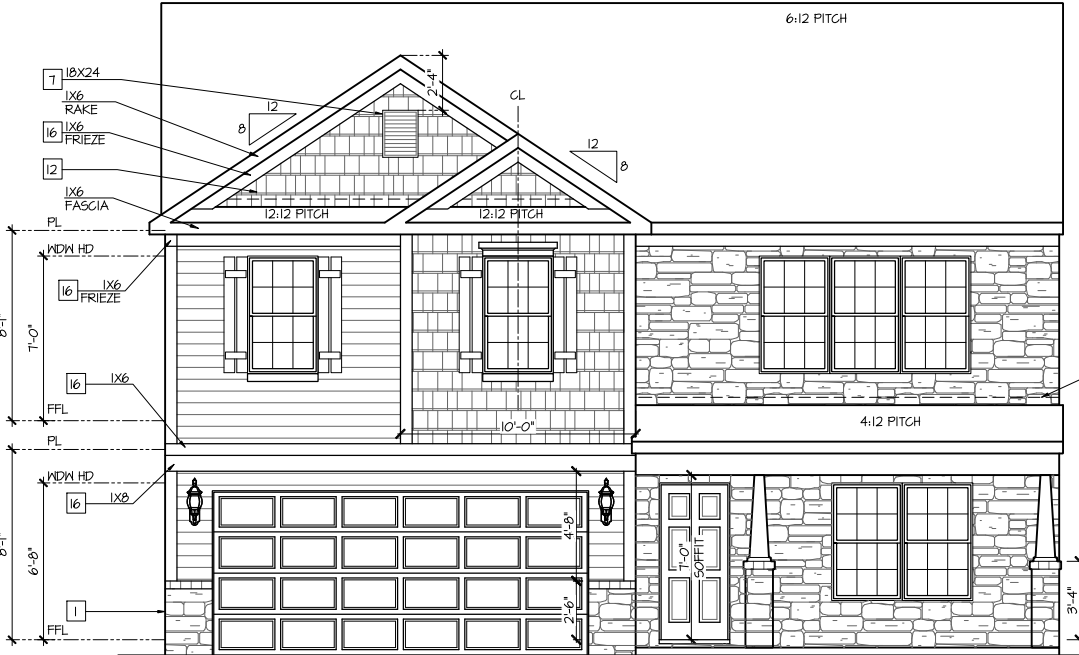 6:12 PITCH
7 18X24
2'-4"
CL
1X6
RAKE
12
8
16 1X6
FRIEZE
12
8
12
1X6
FASCIA
12:12 PITCH
12:12 PITCH
PL
WDW HD
16 1X6
FRIEZE
7'-0"
16 1X6
FFL
10'-0"
4:12 PITCH
PL
WDW HD
16 1X8
4'-8"
7'-0"
SOFFIT
6'-8"
2'-6"
3'-4"
1
FFL